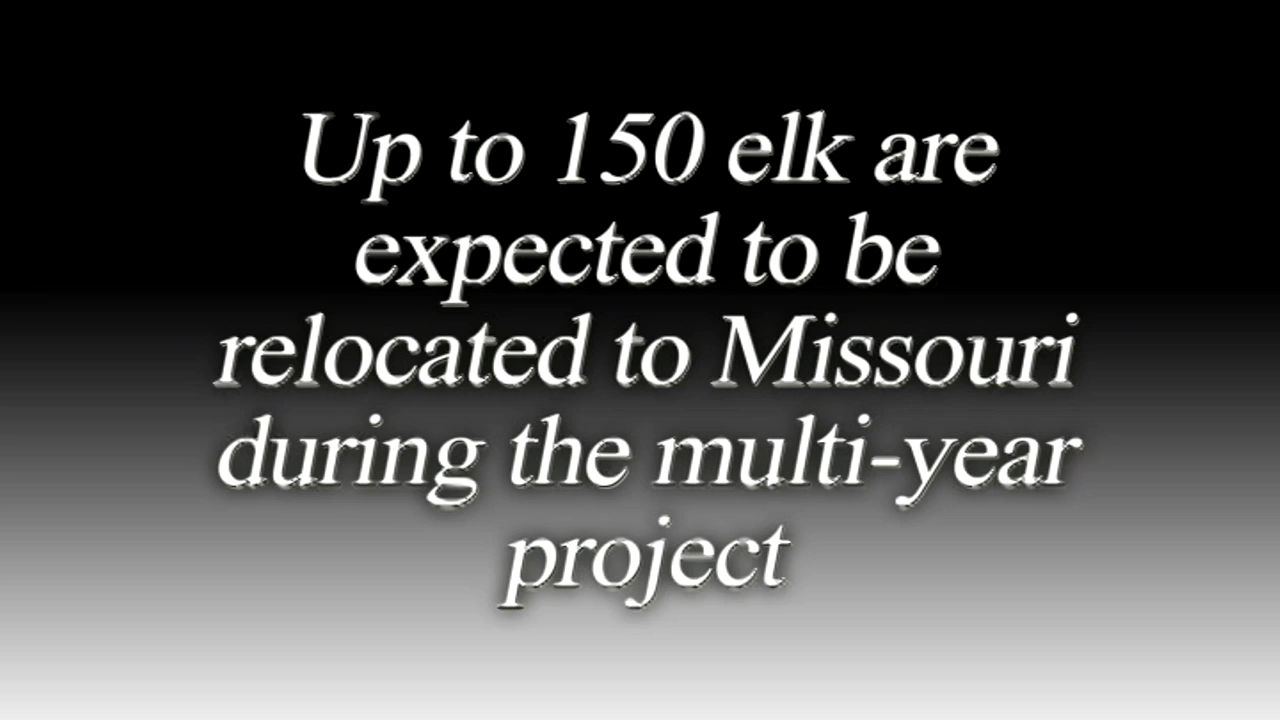 Up to 150 elk are
expected to be
relocated to Missouri
during the multi-year
project